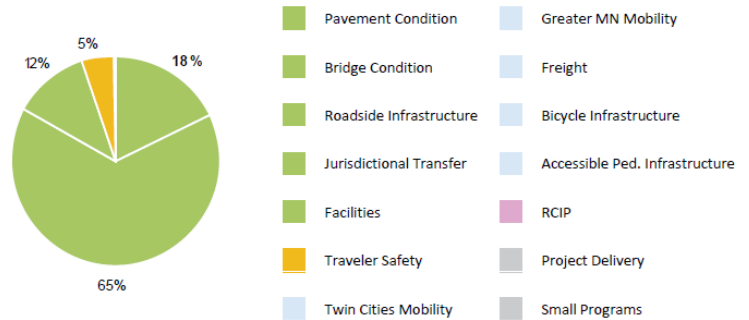 5%
12%
18%
65%
Pavement Condition
Bridge Condition
Roadside Infrastructure
Jurisdictional Transfer
Facilities
Traveler Safety
Twin Cities Mobility
Greater MN Mobility
Freight
Bicycle Infrastructure
Accessible Ped. Infrastructure
RCIP
Project Delivery
Small Programs